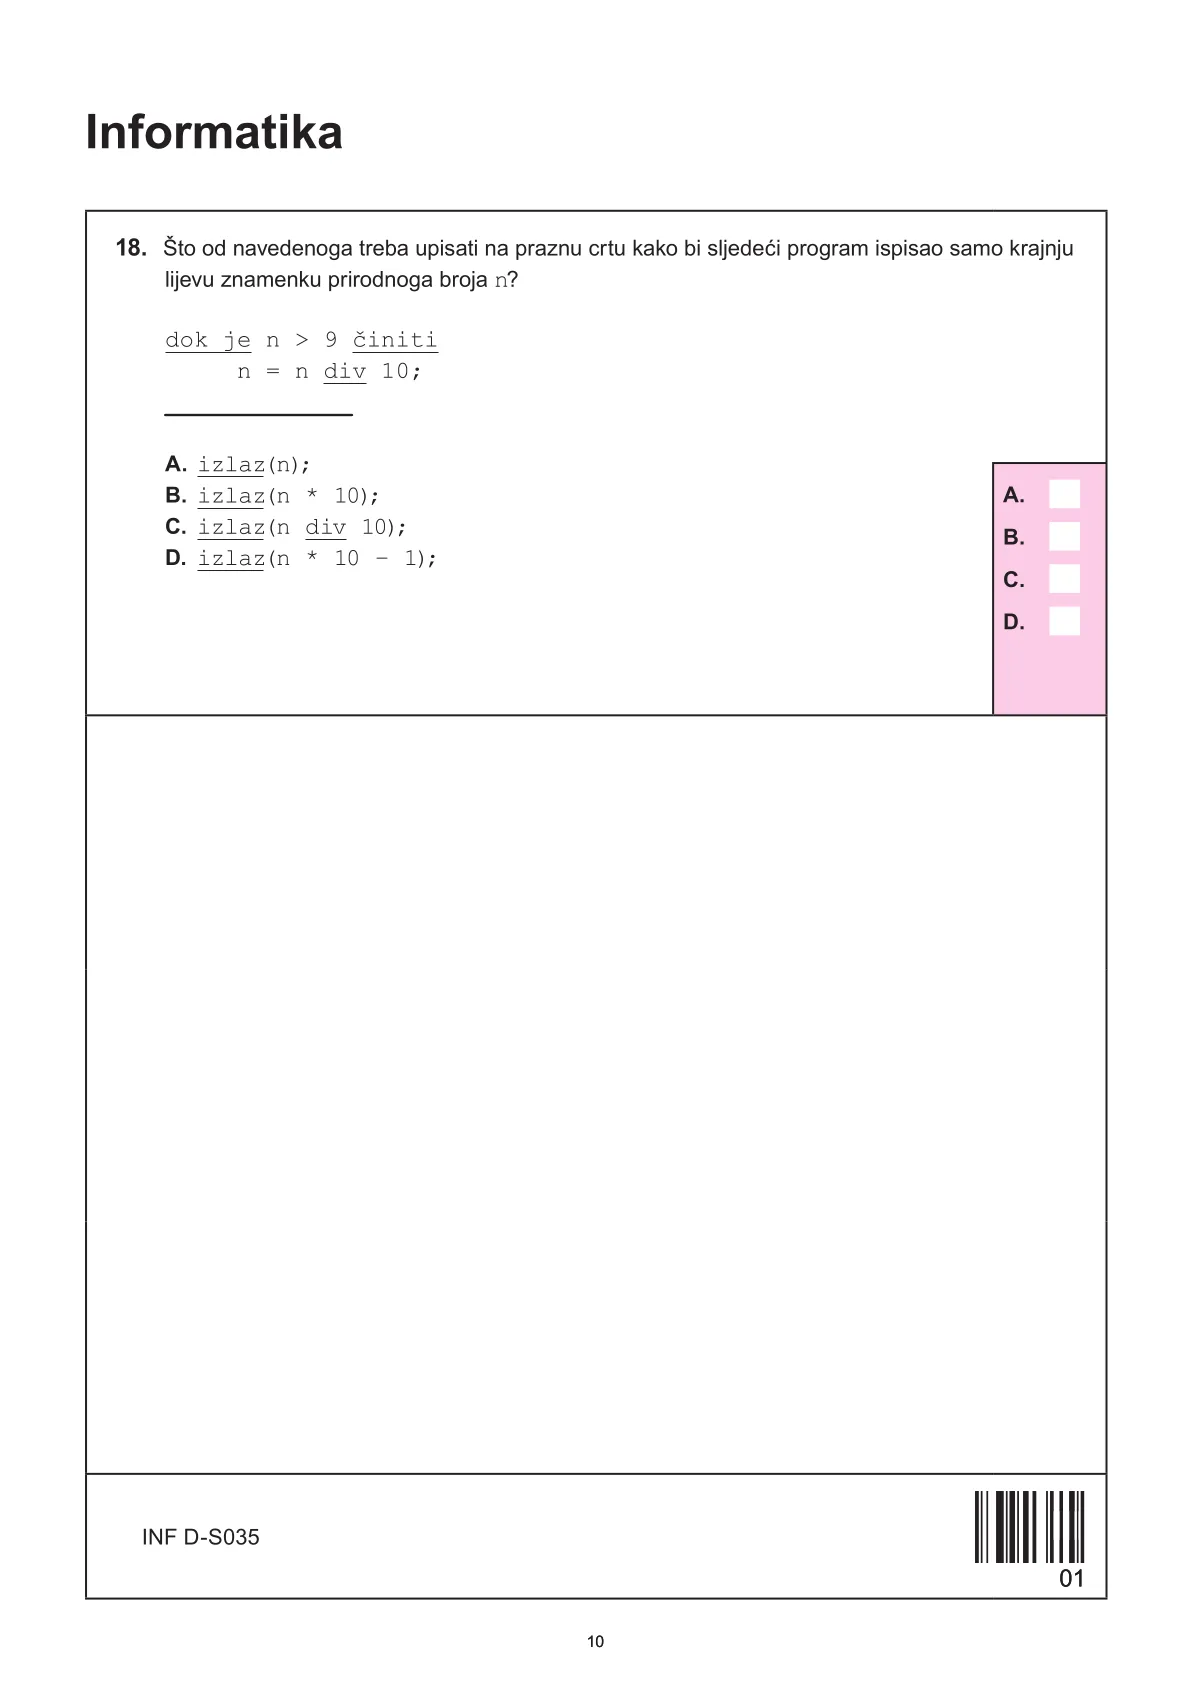 Informatika
18. Što od navedenoga treba upisati na praznu crtu kako bi sljedeći program ispisao samo krajnju
lijevu znamenku prirodnoga broja n?
dok je n > 9 činiti
n = n div 10;
A. izlaz(n);
B. izlaz(n * 10);
C. izlaz(n div 10);
D. izlaz(n * 10 – 1);
A.
B.
C.
D.
INF D-S035
01
10